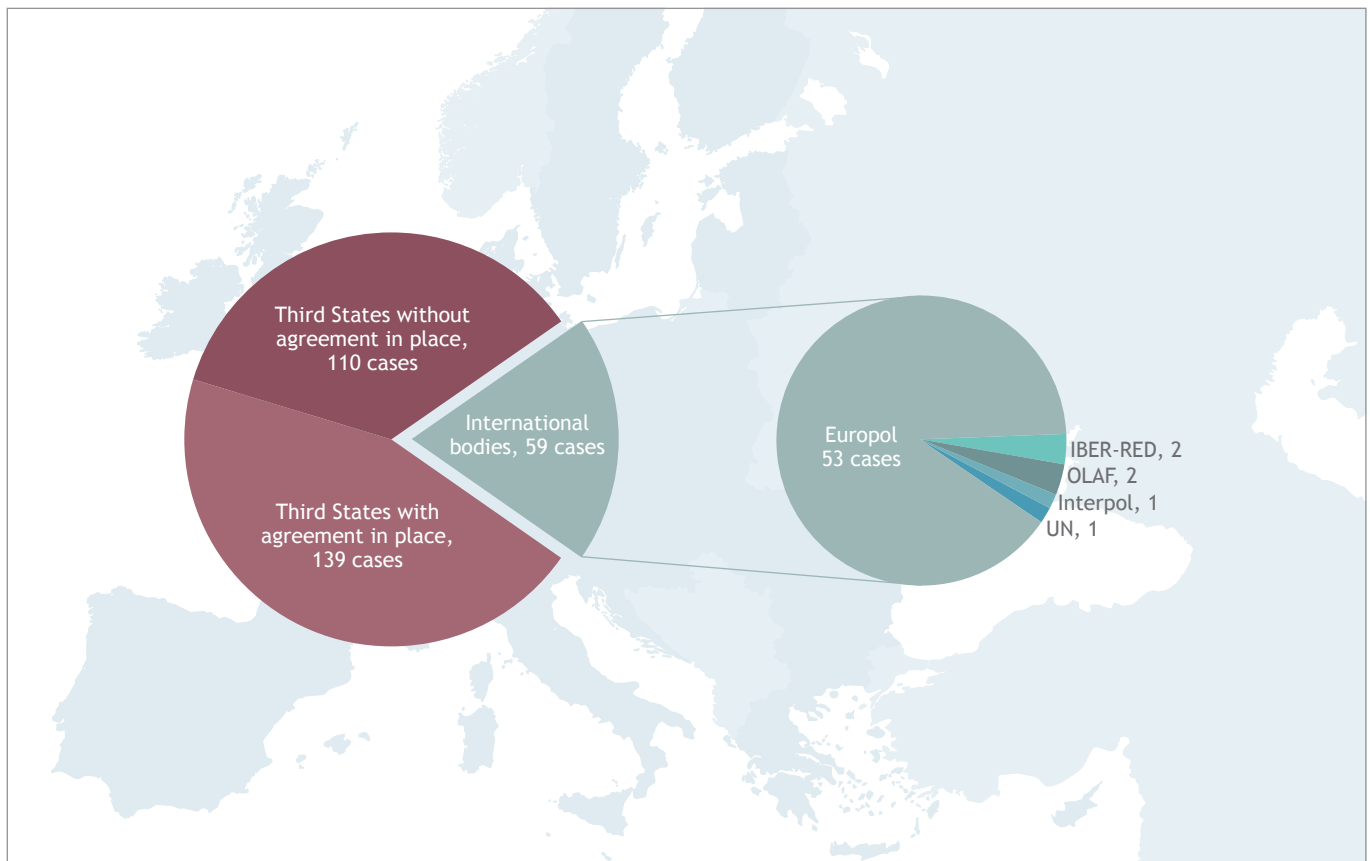 Third States without
agreement in place,
110 cases
International
bodies, 59 cases
Third States with
agreement in place,
139 cases
Europol
53 cases
IBER-RED, 2
OLAF, 2
Interpol, 1
UN, 1